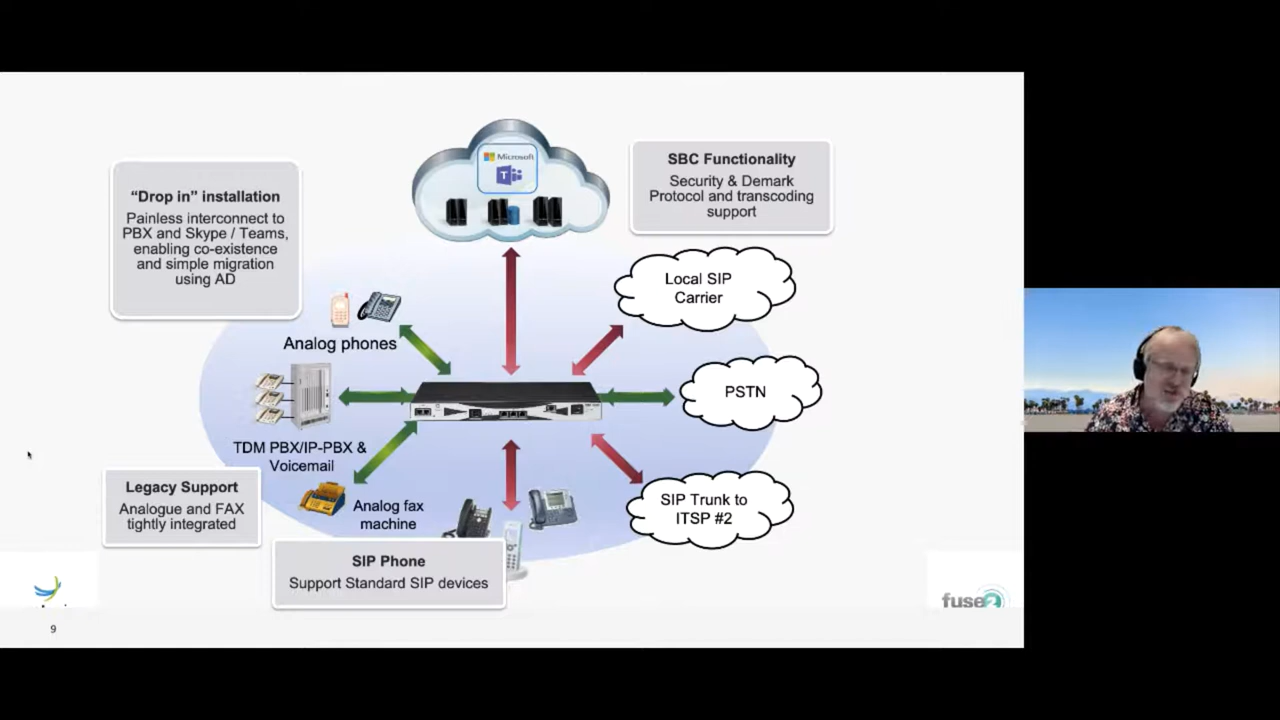 Microsoft
T
SBC Functionality
Security & Demark
Protocol and transcoding
support
“Drop in” installation
Painless interconnect to
PBX and Skype / Teams,
enabling co-existence
and simple migration
using AD
Local SIP
Carrier
Analog phones
PSTN
TDM PBX/IP-PBX &
Voicemail
Legacy Support
Analogue and FAX
tightly integrated
Analog fax
machine
SIP Trunk to
ITSP #2
SIP Phone
Support Standard SIP devices
fuse2
9